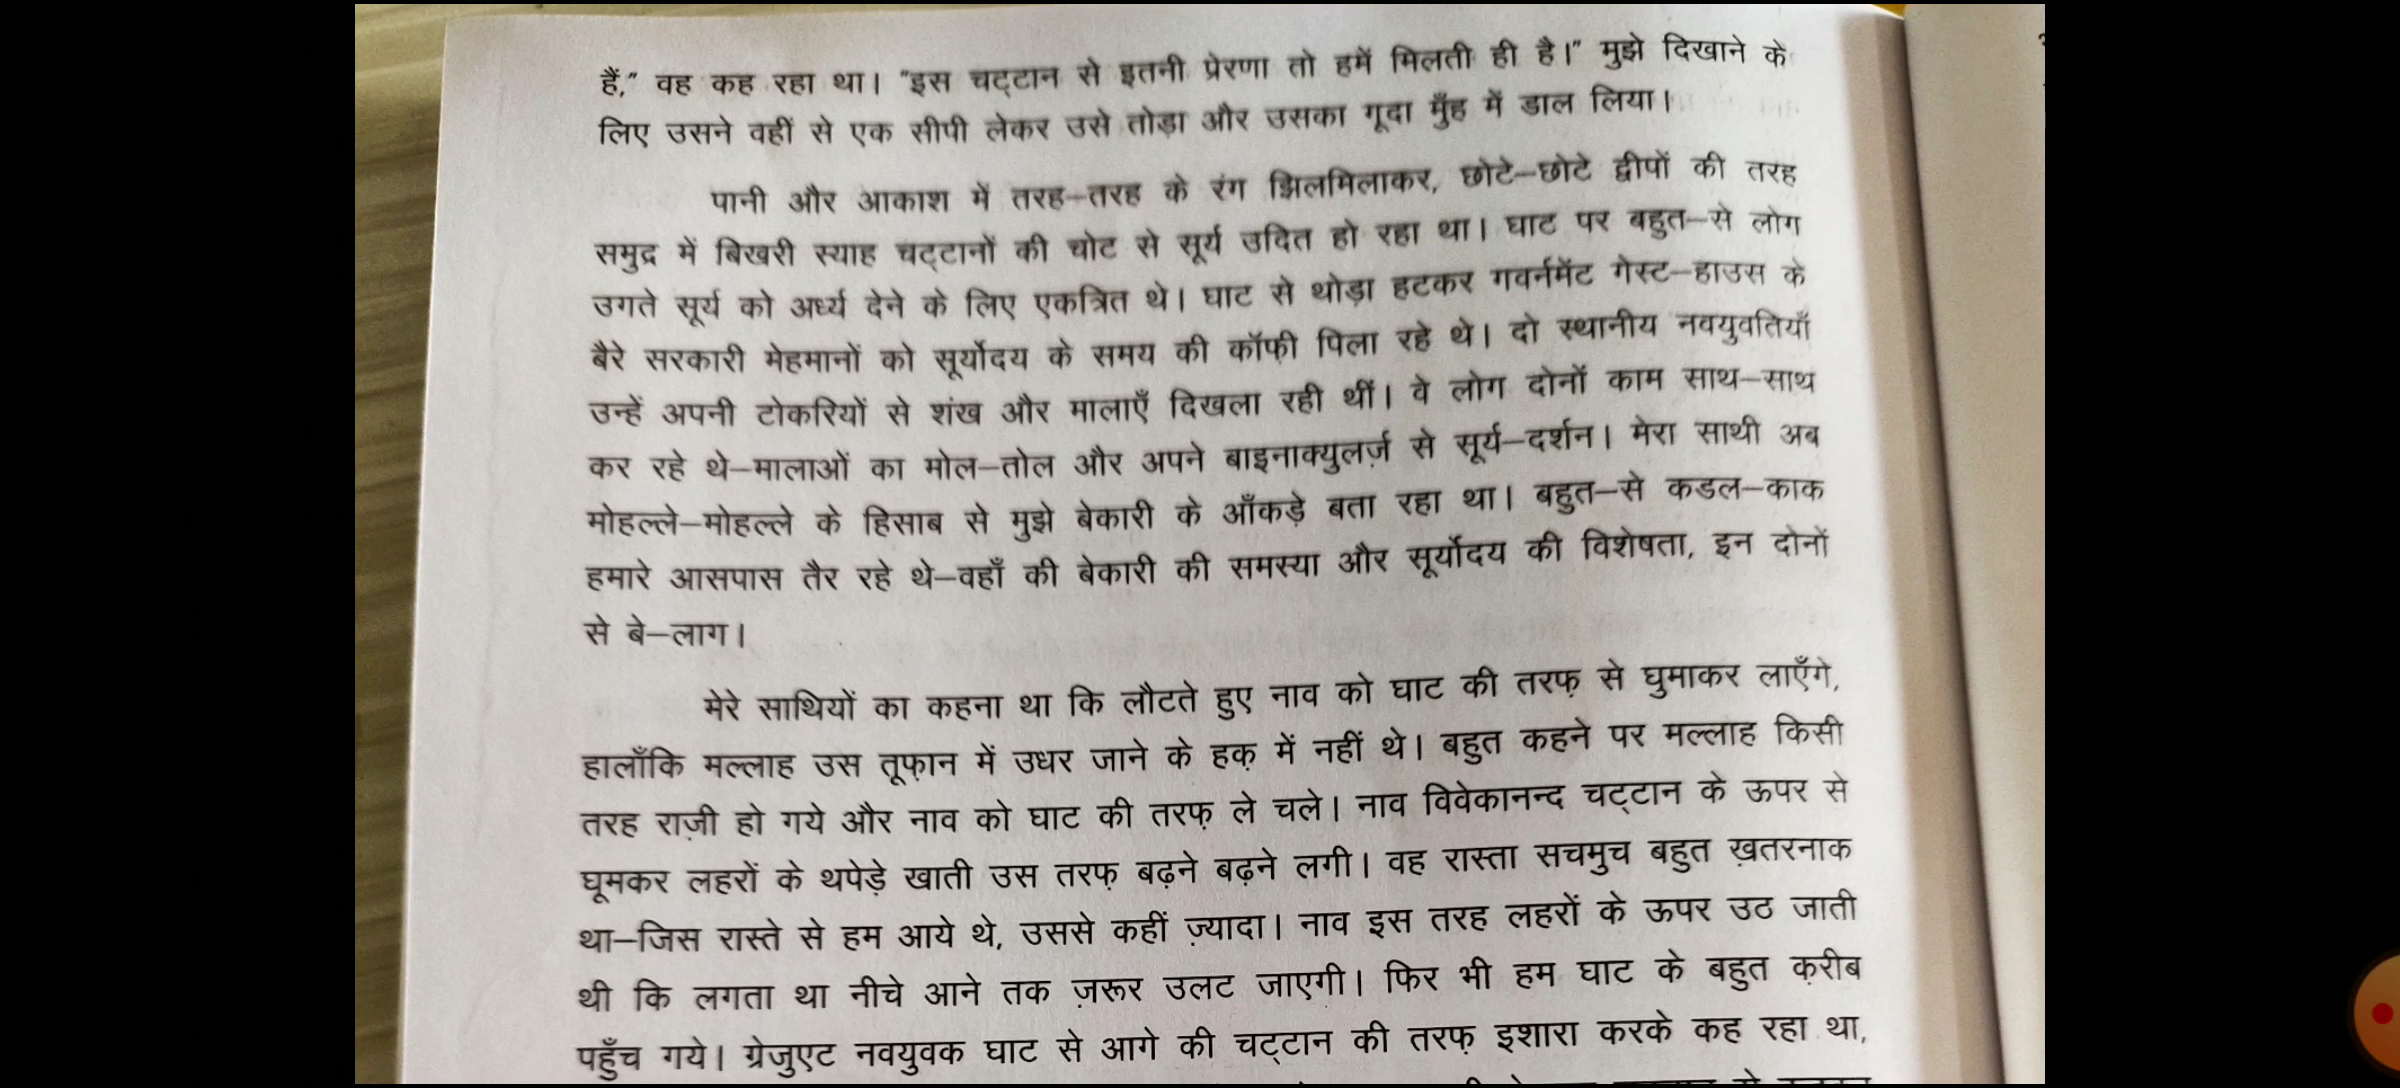 हैं," वह कह रहा था। "इस चट्टान से इतनी प्रेरणा तो हमें मिलती ही है।" मुझे दिखाने के
लिए उसने वहीं से एक सीपी लेकर उसे तोड़ा और उसका गूदा मुँह में डाल लिया।
पानी और आकाश में तरह–तरह के रंग झिलमिलाकर, छोटे–छोटे द्वीपों की तरह
समुद्र में बिखरी स्याह चट्टानों की चोट से सूर्य उदित हो रहा था। घाट पर बहुत–से लोग
उगते सूर्य को अर्ध्य देने के लिए एकत्रित थे। घाट से थोड़ा हटकर गवर्नमेंट गेस्ट–हाउस के
बैरे सरकारी मेहमानों को सूर्योदय के समय की कॉफ़ी पिला रहे थे। दो स्थानीय नवयुवतियाँ
उन्हें अपनी टोकरियों से शंख और मालाएँ दिखला रही थीं। वे लोग दोनों काम साथ–साथ
कर रहे थे–मालाओं का मोल–तोल और अपने बाइनाक्युलर्ज़ से सूर्य–दर्शन। मेरा साथी अब
मोहल्ले–मोहल्ले के हिसाब से मुझे बेकारी के आँकड़े बता रहा था। बहुत–से कडल–काक
हमारे आसपास तैर रहे थे–वहाँ की बेकारी की समस्या और सूर्योदय की विशेषता, इन दोनों
से बे–लाग।
मेरे साथियों का कहना था कि लौटते हुए नाव को घाट की तरफ़ से घुमाकर लाएँगे,
हालाँकि मल्लाह उस तूफ़ान में उधर जाने के हक़ में नहीं थे। बहुत कहने पर मल्लाह किसी
तरह राज़ी हो गये और नाव को घाट की तरफ़ ले चले। नाव विवेकानन्द चट्टान के ऊपर से
घूमकर लहरों के थपेड़े खाती उस तरफ़ बढ़ने बढ़ने लगी। वह रास्ता सचमुच बहुत ख़तरनाक
था–जिस रास्ते से हम आये थे, उससे कहीं ज़्यादा। नाव इस तरह लहरों के ऊपर उठ जाती
थी कि लगता था नीचे आने तक ज़रूर उलट जाएगी। फिर भी हम घाट के बहुत क़रीब
पहुँच गये। ग्रेजुएट नवयुवक घाट से आगे की चट्टान की तरफ़ इशारा करके कह रहा था,